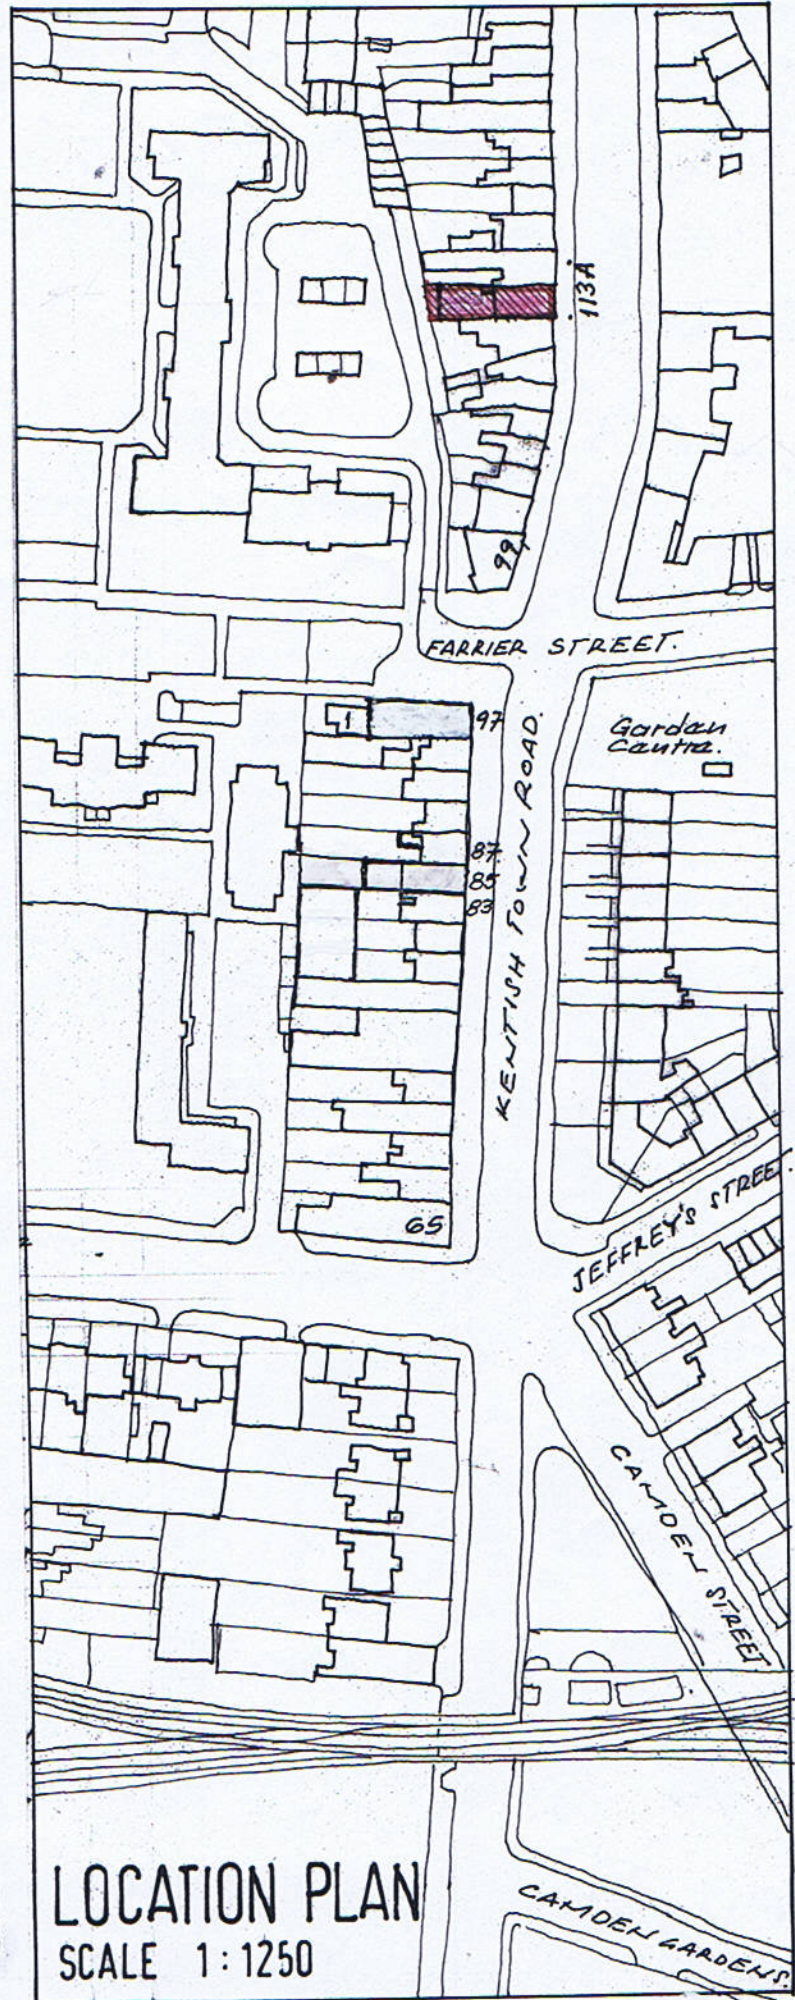 113A
99
FARRIER STREET.
1
97
Garden
Centre.
KENTISH TOWN ROAD.
87
85
83
65
JEFFREY'S STREET
CAMDEN STREET
LOCATION PLAN
SCALE 1:1250
CAMDEN GARDENS.